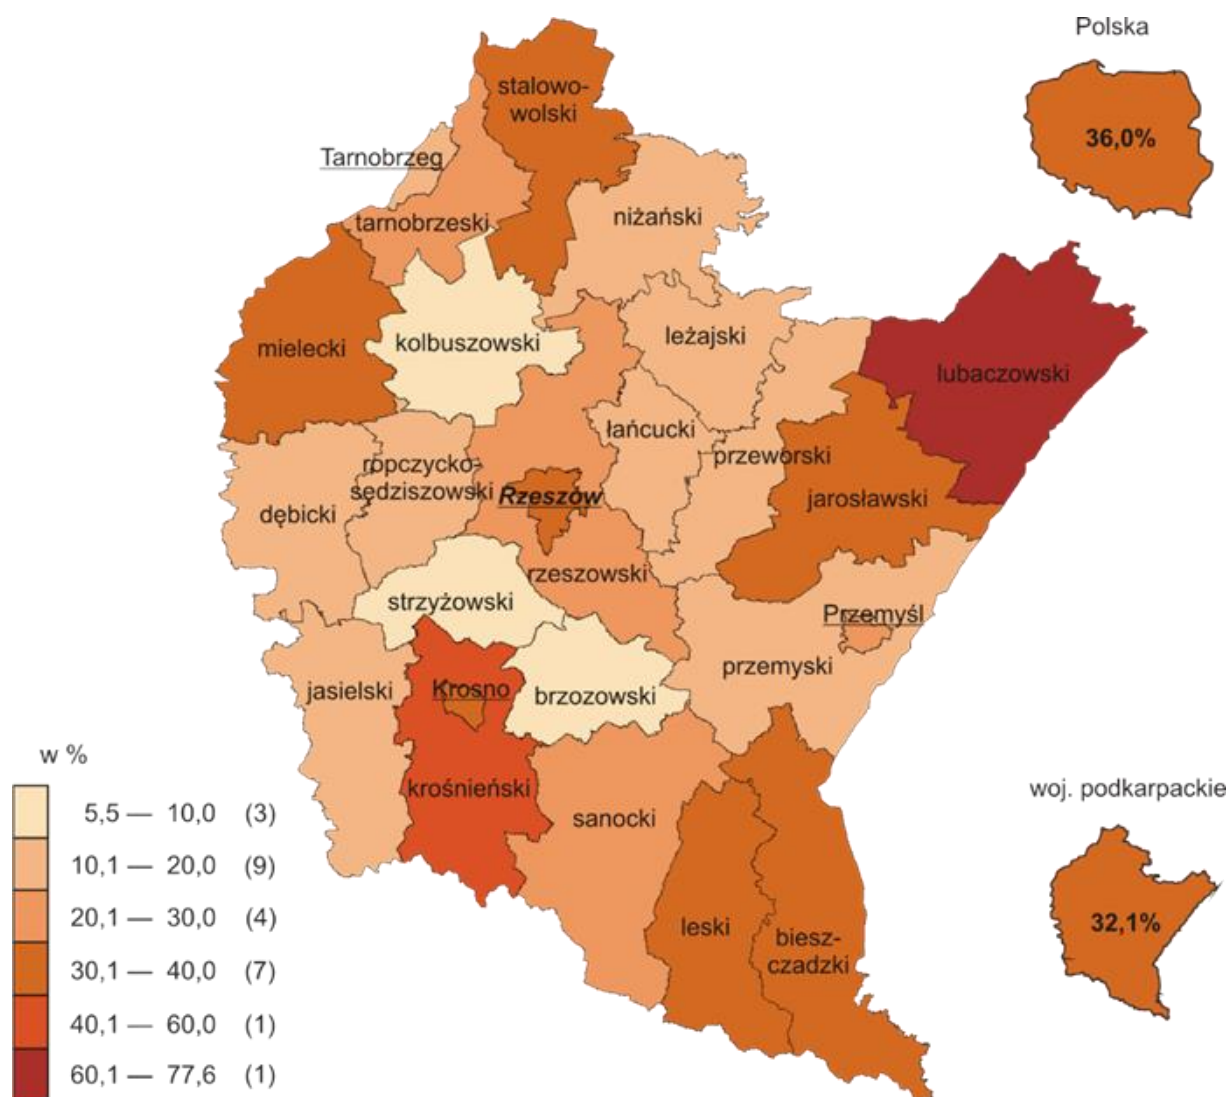 Polska
36,0%
stalowo-
wolski
Tarnobrzeg
tarnobrzeski
niżański
mielecki
kolbuszowski
leżajski
lubaczowski
łańcucki
ropczycko-
sędziszowski
przeworski
Rzeszów
jarosławski
dębicki
rzeszowski
strzyżowski
Przemyśl
przemyski
jasielski
Krosno
brzozowski
krośnieński
sanocki
leski
biesz-
czadzki
w %
5,5 — 10,0 (3)
10,1 — 20,0 (9)
20,1 — 30,0 (4)
30,1 — 40,0 (7)
40,1 — 60,0 (1)
60,1 — 77,6 (1)
woj. podkarpackie
32,1%